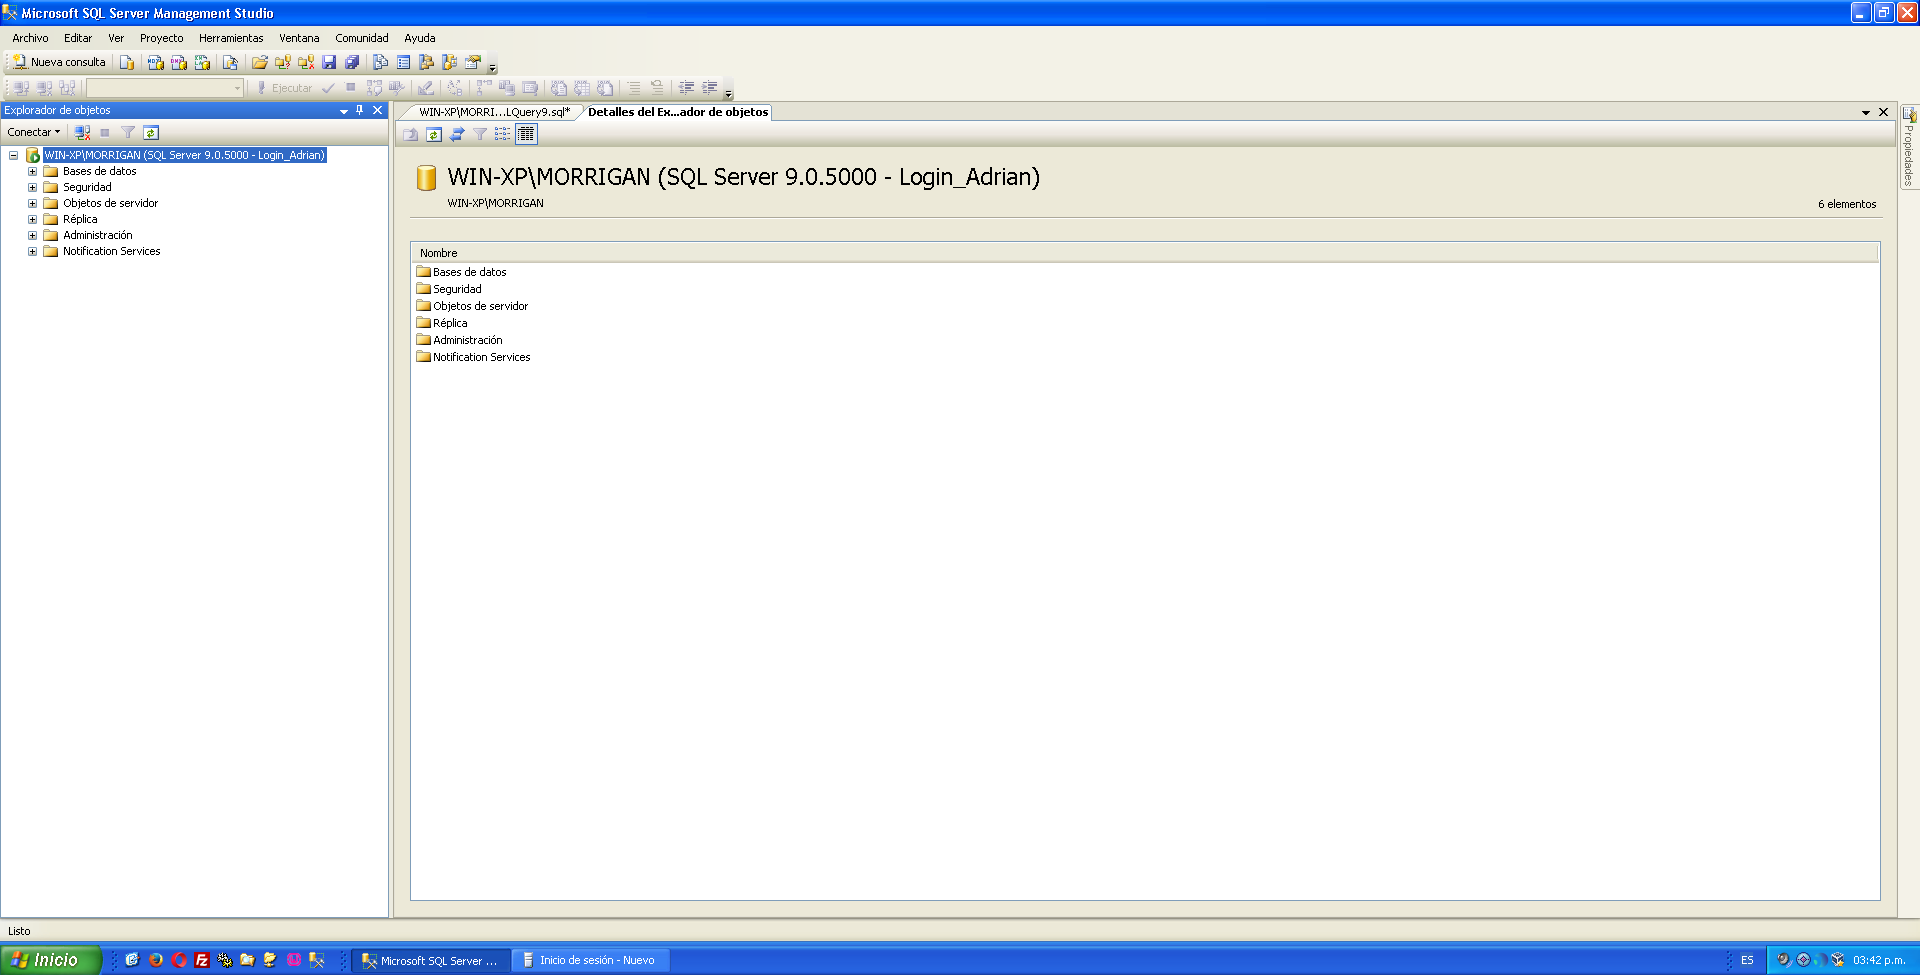 Microsoft SQL Server Management Studio
Archivo Editar Ver Proyecto Herramientas Ventana Comunidad Ayuda
Nueva consulta
Ejecutar
Explorador de objetos
WIN-XP\MORRI...LQuery9.sql* Detalles del Ex...ador de objetos
Conectar
WIN-XP\MORRIGAN (SQL Server 9.0.5000 - Login_Adrian)
Bases de datos
Seguridad
Objetos de servidor
Réplica
Administración
Notification Services
WIN-XP\MORRIGAN (SQL Server 9.0.5000 - Login_Adrian)
WIN-XP\MORRIGAN
6 elementos
Nombre
Bases de datos
Seguridad
Objetos de servidor
Réplica
Administración
Notification Services
Propiedades
Listo
Inicio
Microsoft SQL Server ...
Inicio de sesión - Nuevo
ES
03:42 p.m.